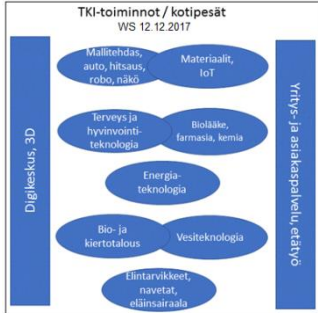 TKI-toiminnot / kotipesät
WS 12.12.2017
Digikeskus, 3D
Mallitehdas,
auto, hitsaus,
robo, näkö
Materiaalit,
IoT
Terveys ja
hyvinvointi-
teknologia
Biolääke,
farmasia, kemia
Energia-
teknologia
Bio- ja
kiertotalous
Vesiteknologia
Elintarvikkeet,
navetat,
eläinsairaala
Yritys- ja asiakaspalvelu, etätyö